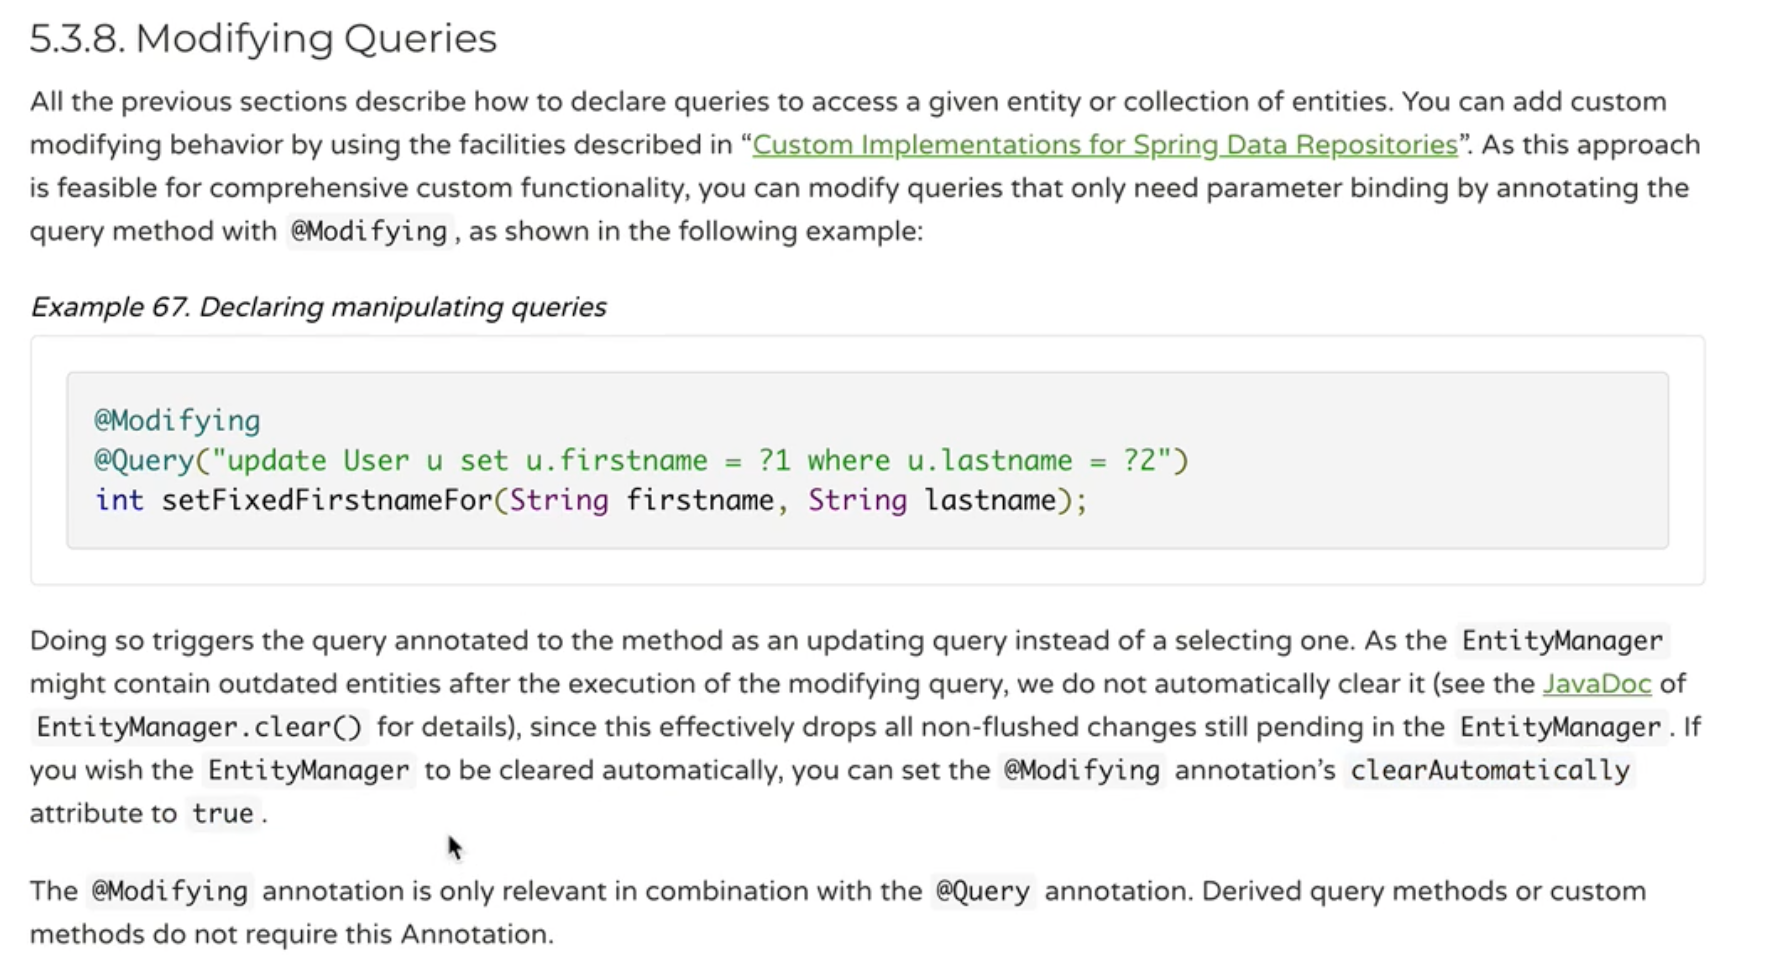 5.3.8. Modifying Queries
All the previous sections describe how to declare queries to access a given entity or collection of entities. You can add custom
modifying behavior by using the facilities described in “Custom Implementations for Spring Data Repositories”. As this approach
is feasible for comprehensive custom functionality, you can modify queries that only need parameter binding by annotating the
query method with @Modifying, as shown in the following example:
Example 67. Declaring manipulating queries
@Modifying
@Query("update User u set u.firstname = ?1 where u.lastname = ?2")
int setFixedFirstnameFor(String firstname, String lastname);
Doing so triggers the query annotated to the method as an updating query instead of a selecting one. As the EntityManager
might contain outdated entities after the execution of the modifying query, we do not automatically clear it (see the JavaDoc of
EntityManager.clear() for details), since this effectively drops all non-flushed changes still pending in the EntityManager. If
you wish the EntityManager to be cleared automatically, you can set the @Modifying annotation’s clearAutomatically
attribute to true.
The @Modifying annotation is only relevant in combination with the @Query annotation. Derived query methods or custom
methods do not require this Annotation.